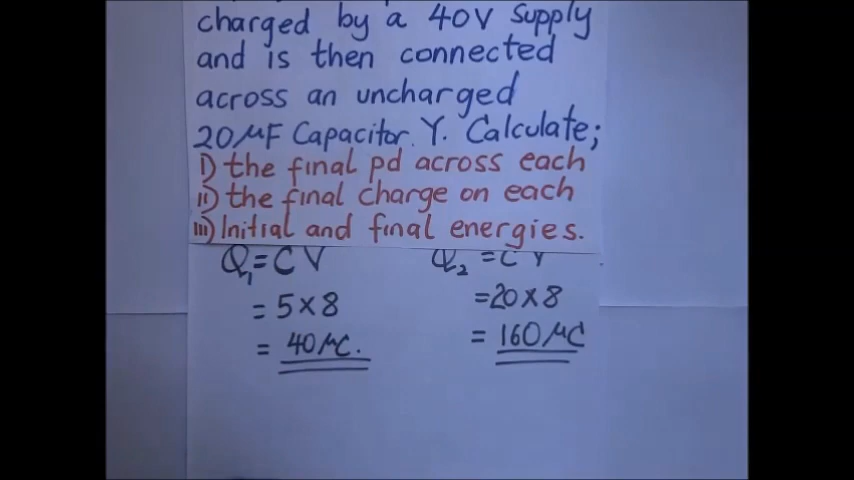 charged by a 40V Supply
and is then connected
across an uncharged
20µF Capacitor. Y. Calculate;
i) the final pd across each
ii) the final charge on each
iii) Initial and final energies.
Q₁ = C V Q₂ = C V
= 5 × 8 = 20 × 8
= 40µC. = 160µC